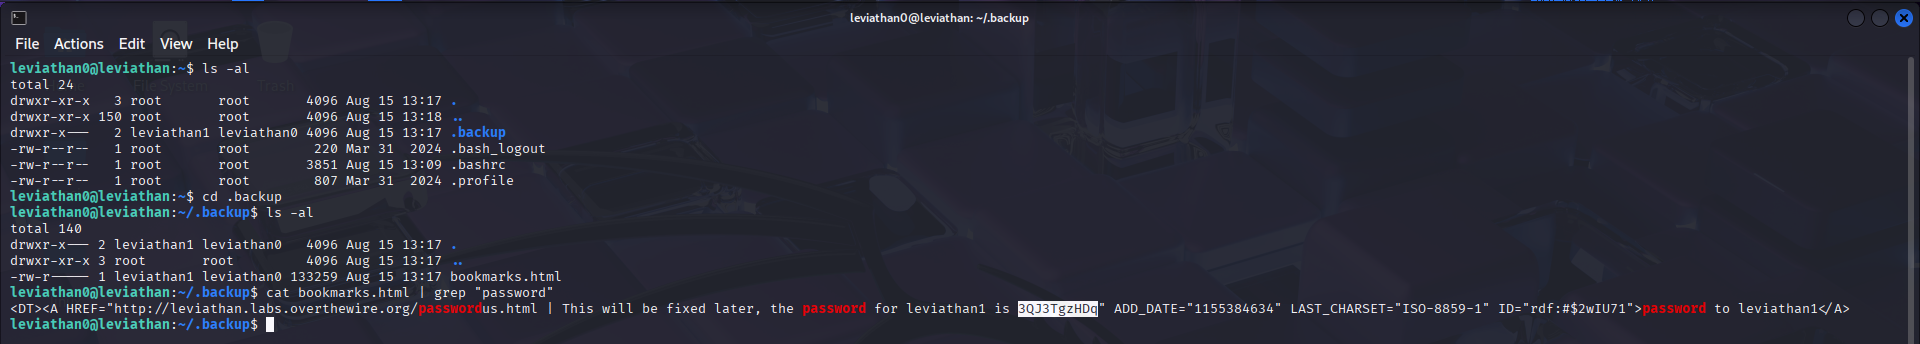 leviathan0@leviathan: ~/.backup
File Actions Edit View Help
leviathan0@leviathan:~$ ls -al
total 24
drwxr-xr-x   3 root       root       4096 Aug 15 13:17 .
drwxr-xr-x 150 root       root       4096 Aug 15 13:18 ..
drwxr-x---   2 leviathan1 leviathan0 4096 Aug 15 13:17 .backup
-rw-r--r--   1 root       root        220 Mar 31  2024 .bash_logout
-rw-r--r--   1 root       root       3851 Aug 15 13:09 .bashrc
-rw-r--r--   1 root       root        807 Mar 31  2024 .profile
leviathan0@leviathan:~$ cd .backup
leviathan0@leviathan:~/.backup$ ls -al
total 140
drwxr-x--- 2 leviathan1 leviathan0   4096 Aug 15 13:17 .
drwxr-xr-x 3 root       root         4096 Aug 15 13:17 ..
-rw-r----- 1 leviathan1 leviathan0 133259 Aug 15 13:17 bookmarks.html
leviathan0@leviathan:~/.backup$ cat bookmarks.html | grep "password"
<DT><A HREF="http://leviathan.labs.overthewire.org/passwordus.html | This will be fixed later, the password for leviathan1 is 3QJ3TgzHDq" ADD_DATE="1155384634" LAST_CHARSET="ISO-8859-1" ID="rdf:#$2wIU71">password to leviathan1</A>
leviathan0@leviathan:~/.backup$